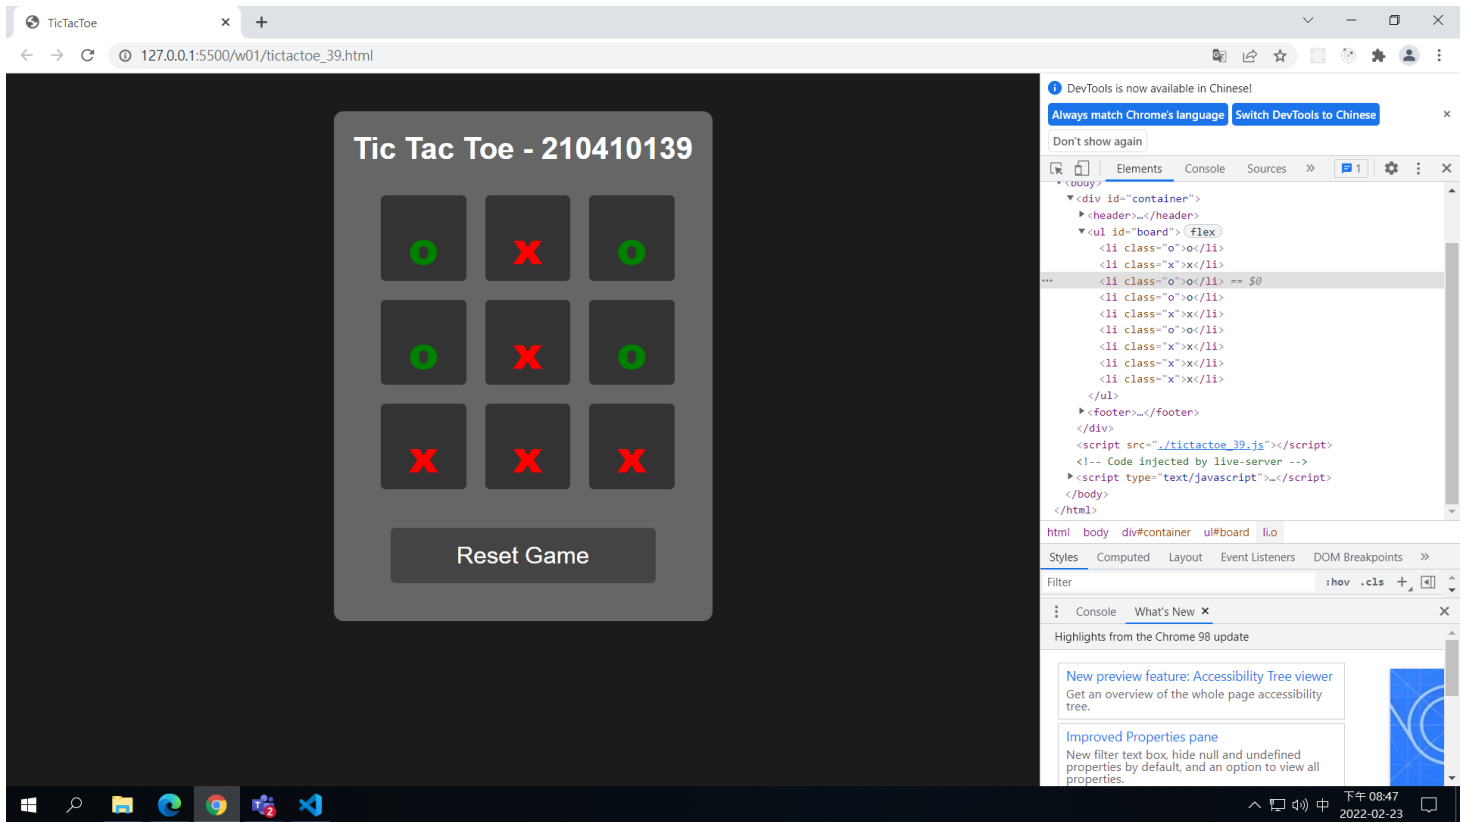 TicTacToe
127.0.0.1:5500/w01/tictactoe_39.html
Tic Tac Toe - 210410139
o x o
o x o
x x x
Reset Game
DevTools is now available in Chinese!
Always match Chrome's language
Switch DevTools to Chinese
Don't show again
Elements Console Sources » 1
<body>
<div id="container">
<header>…</header>
<ul id="board"> flex
<li class="o">o</li>
<li class="x">x</li>
<li class="o">o</li> == $0
<li class="o">o</li>
<li class="x">x</li>
<li class="o">o</li>
<li class="x">x</li>
<li class="x">x</li>
<li class="x">x</li>
</ul>
<footer>…</footer>
</div>
<script src="./tictactoe_39.js"></script>
<!-- Code injected by live-server -->
<script type="text/javascript">…</script>
</body>
</html>
html body div#container ul#board li.o
Styles Computed Layout Event Listeners DOM Breakpoints »
Filter :hov .cls +
Console What's New
Highlights from the Chrome 98 update
New preview feature: Accessibility Tree viewer
Get an overview of the whole page accessibility
tree.
Improved Properties pane
New filter text box, hide null and undefined
properties by default, and an option to view all
properties.
2
中
下午 08:47
2022-02-23